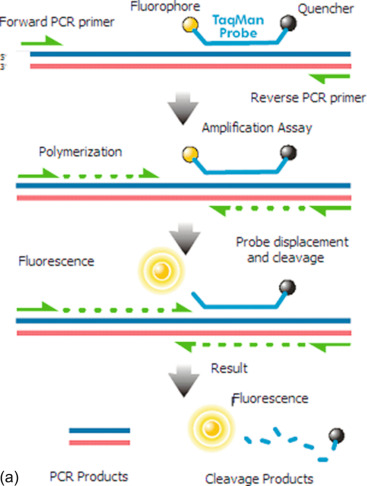 Fluorophore
Quencher
Forward PCR primer
TaqMan
Probe
5'
3'
Reverse PCR primer
Amplification Assay
Polymerization
Probe displacement
and cleavage
Fluorescence
Result
Fluorescence
(a)
PCR Products
Cleavage Products